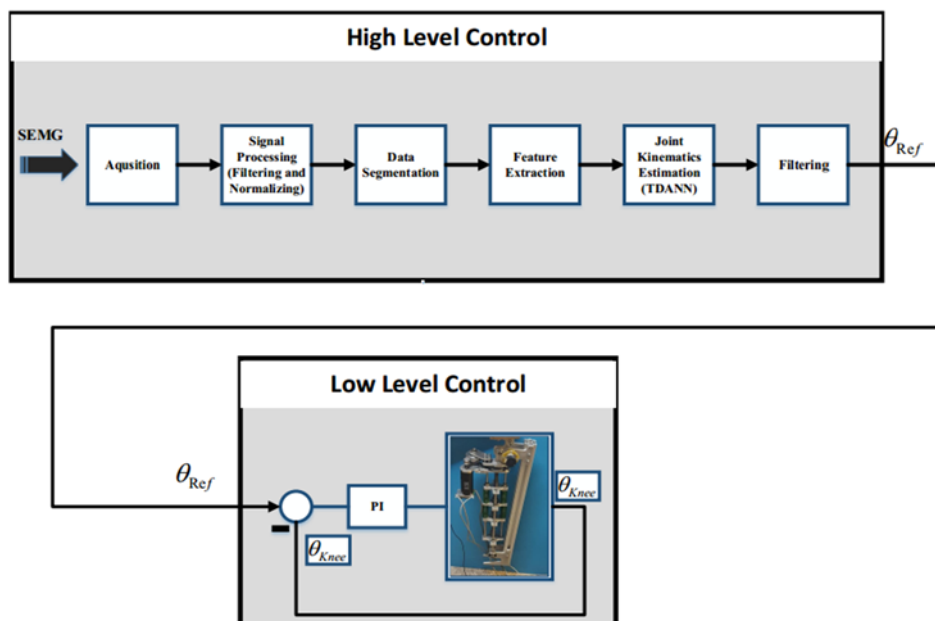 High Level Control
SEMG
Aqusition
Signal
Processing
(Filtering and
Normalizing)
Data
Segmentation
Feature
Extraction
Joint
Kinematics
Estimation
(TDANN)
Filtering
θRef
Low Level Control
θRef
PI
θKnee
θKnee